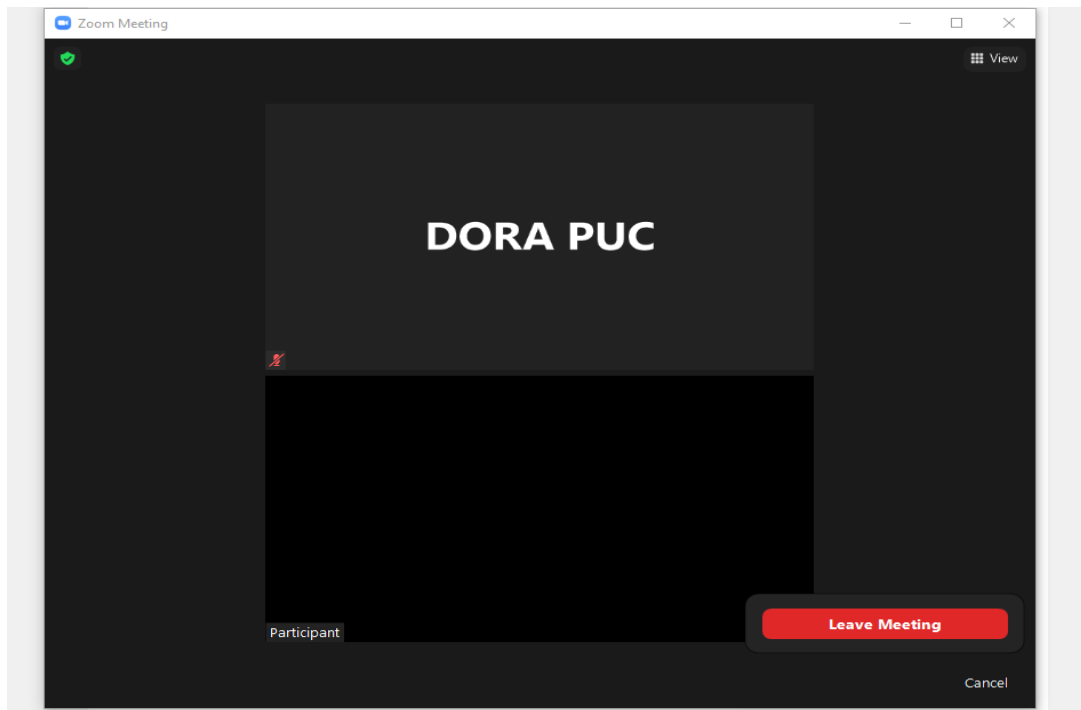 Zoom Meeting
View
DORA PUC
Participant
Leave Meeting
Cancel